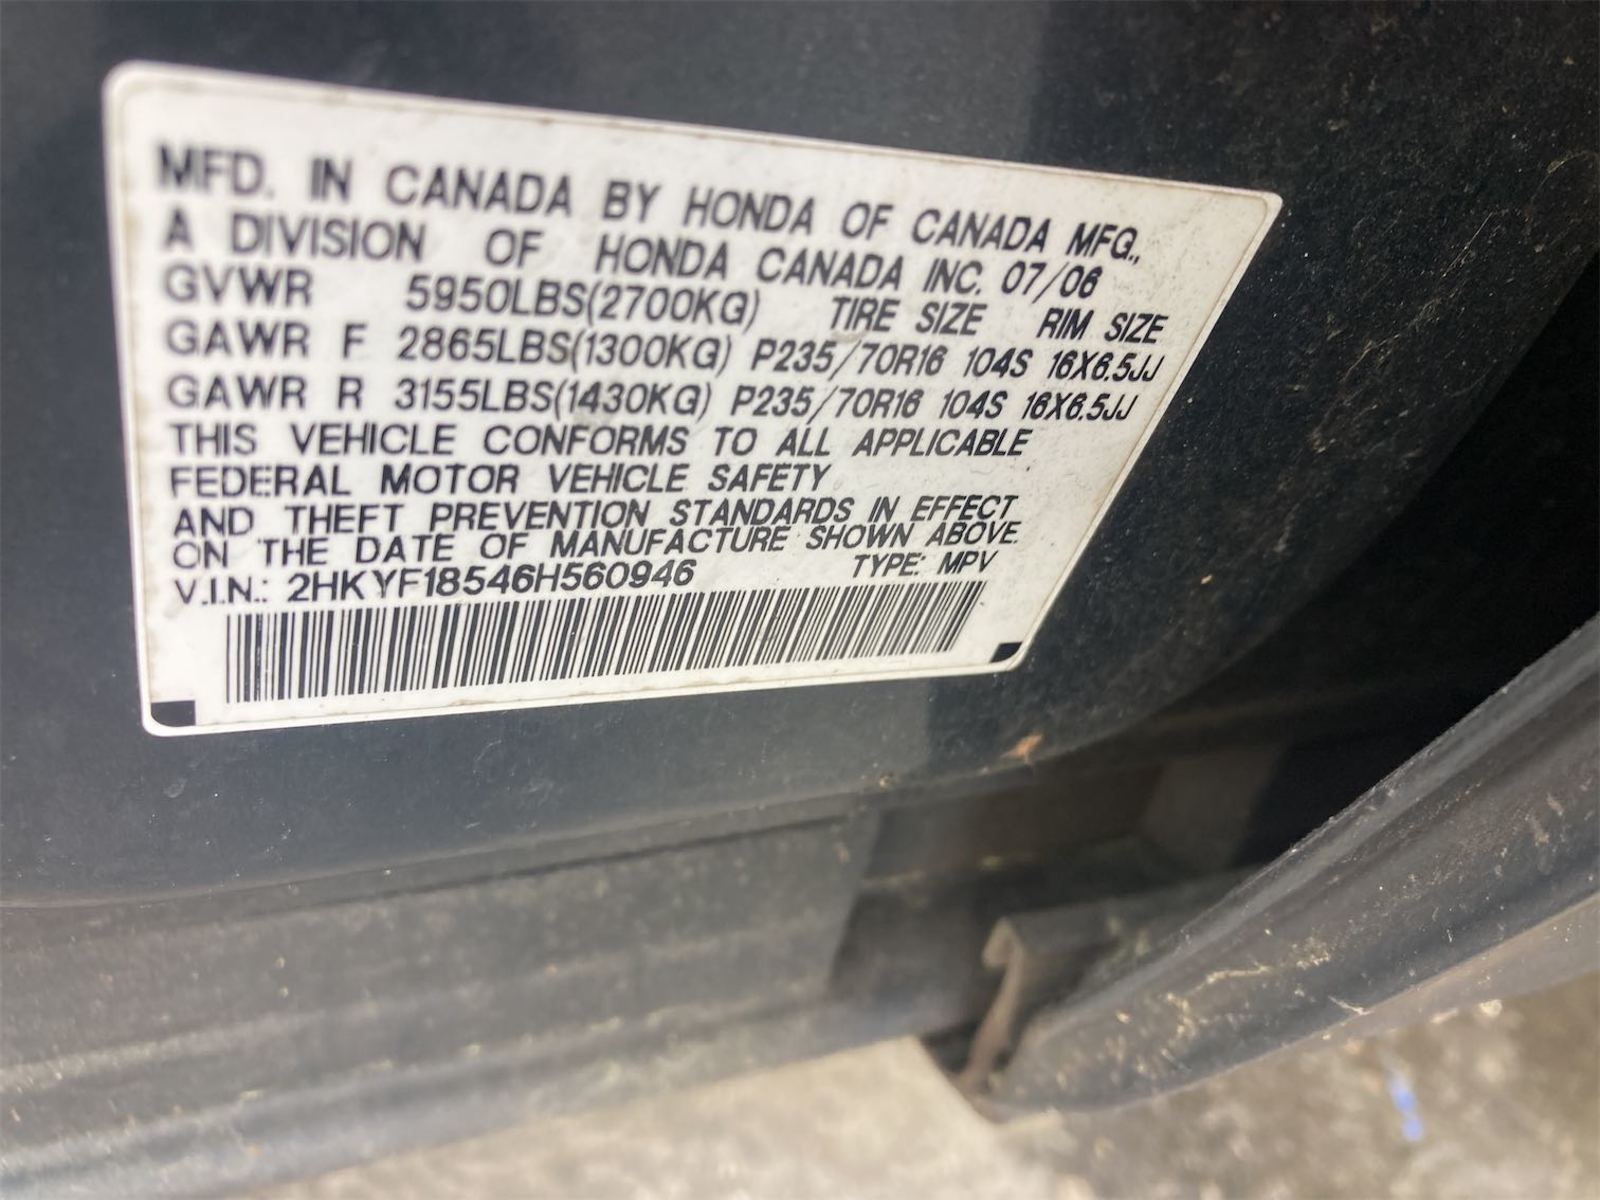 MFD. IN CANADA BY HONDA OF CANADA MFG.,
A DIVISION OF HONDA CANADA INC. 07/06
GVWR 5950LBS(2700KG) TIRE SIZE RIM SIZE
GAWR F 2865LBS(1300KG) P235/70R16 104S 16X6.5JJ
GAWR R 3155LBS(1430KG) P235/70R16 104S 16X6.5JJ
THIS VEHICLE CONFORMS TO ALL APPLICABLE
FEDERAL MOTOR VEHICLE SAFETY
AND THEFT PREVENTION STANDARDS IN EFFECT
ON THE DATE OF MANUFACTURE SHOWN ABOVE.
V.I.N.: 2HKYF18546H560946 TYPE: MPV